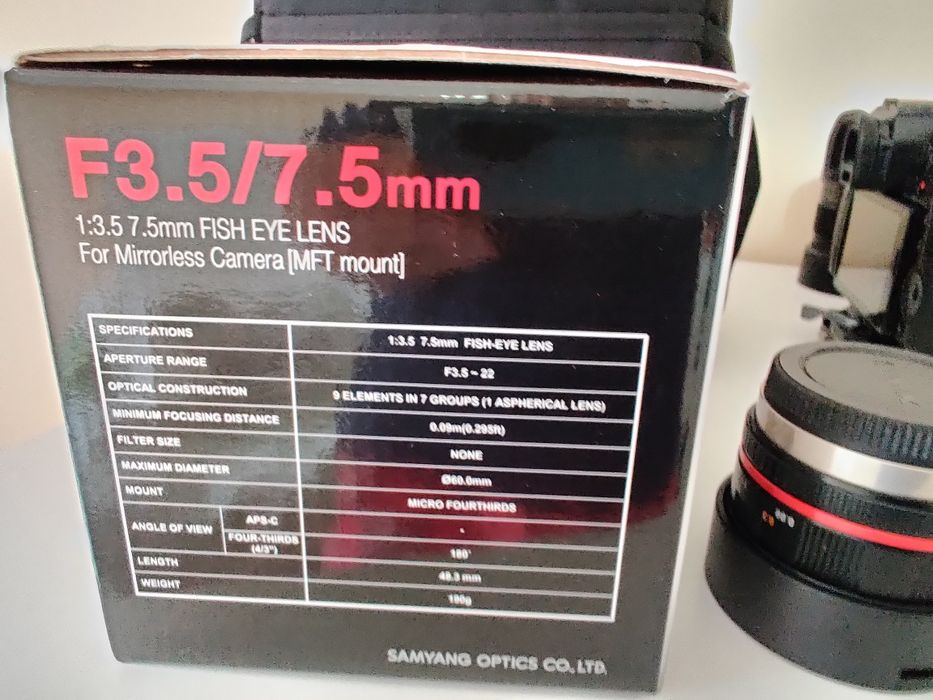 F3.5/7.5mm
1:3.5 7.5mm FISH EYE LENS
For Mirrorless Camera [MFT mount]
SPECIFICATIONS 1:3.5 7.5mm FISH-EYE LENS
APERTURE RANGE F3.5 ~ 22
OPTICAL CONSTRUCTION 9 ELEMENTS IN 7 GROUPS (1 ASPHERICAL LENS)
MINIMUM FOCUSING DISTANCE 0.09m(0.295ft)
FILTER SIZE NONE
MAXIMUM DIAMETER Ø60.0mm
MOUNT MICRO FOURTHIRDS
ANGLE OF VIEW APS-C -
FOUR-THIRDS (4/3") 180°
LENGTH 48.3 mm
WEIGHT 190g
SAMYANG OPTICS CO., LTD.